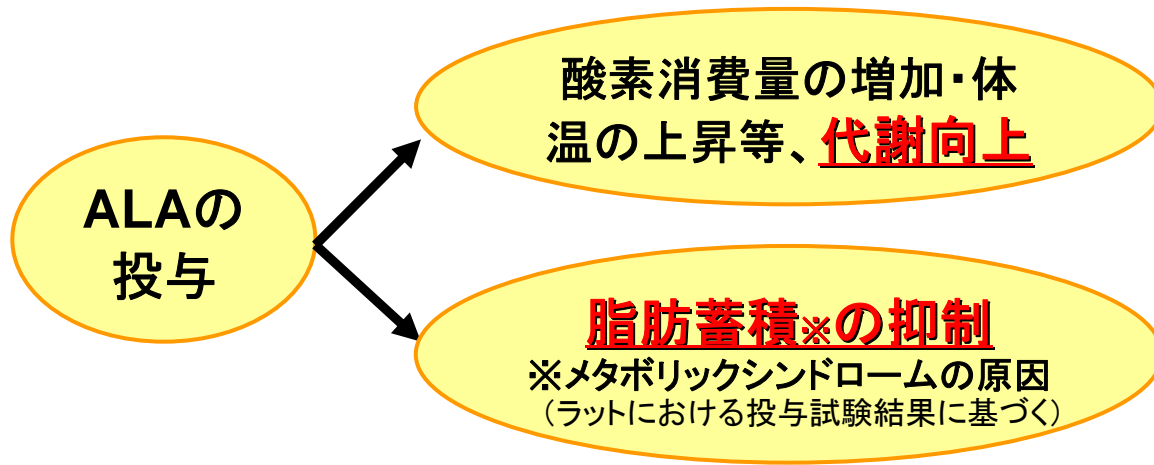 ALAの
投与
酸素消費量の増加・体
温の上昇等、代謝向上
脂肪蓄積※の抑制
※メタボリックシンドロームの原因
（ラットにおける投与試験結果に基づく）